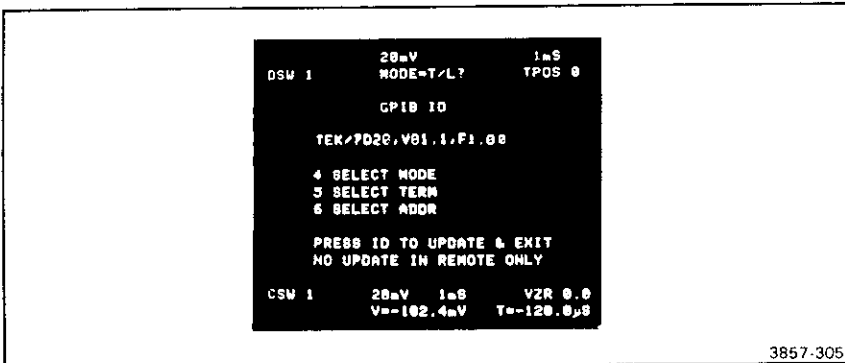 20mV 1mS
DSW 1 MODE=T/L? TPOS 0
GPIB ID
TEK/7D20,V81.1,F1.00
4 SELECT MODE
5 SELECT TERM
6 SELECT ADDR
PRESS ID TO UPDATE & EXIT
NO UPDATE IN REMOTE ONLY
CSW 1 20mV 1mS VZR 0.0
V=-102.4mV T=-120.0µS
3857-305